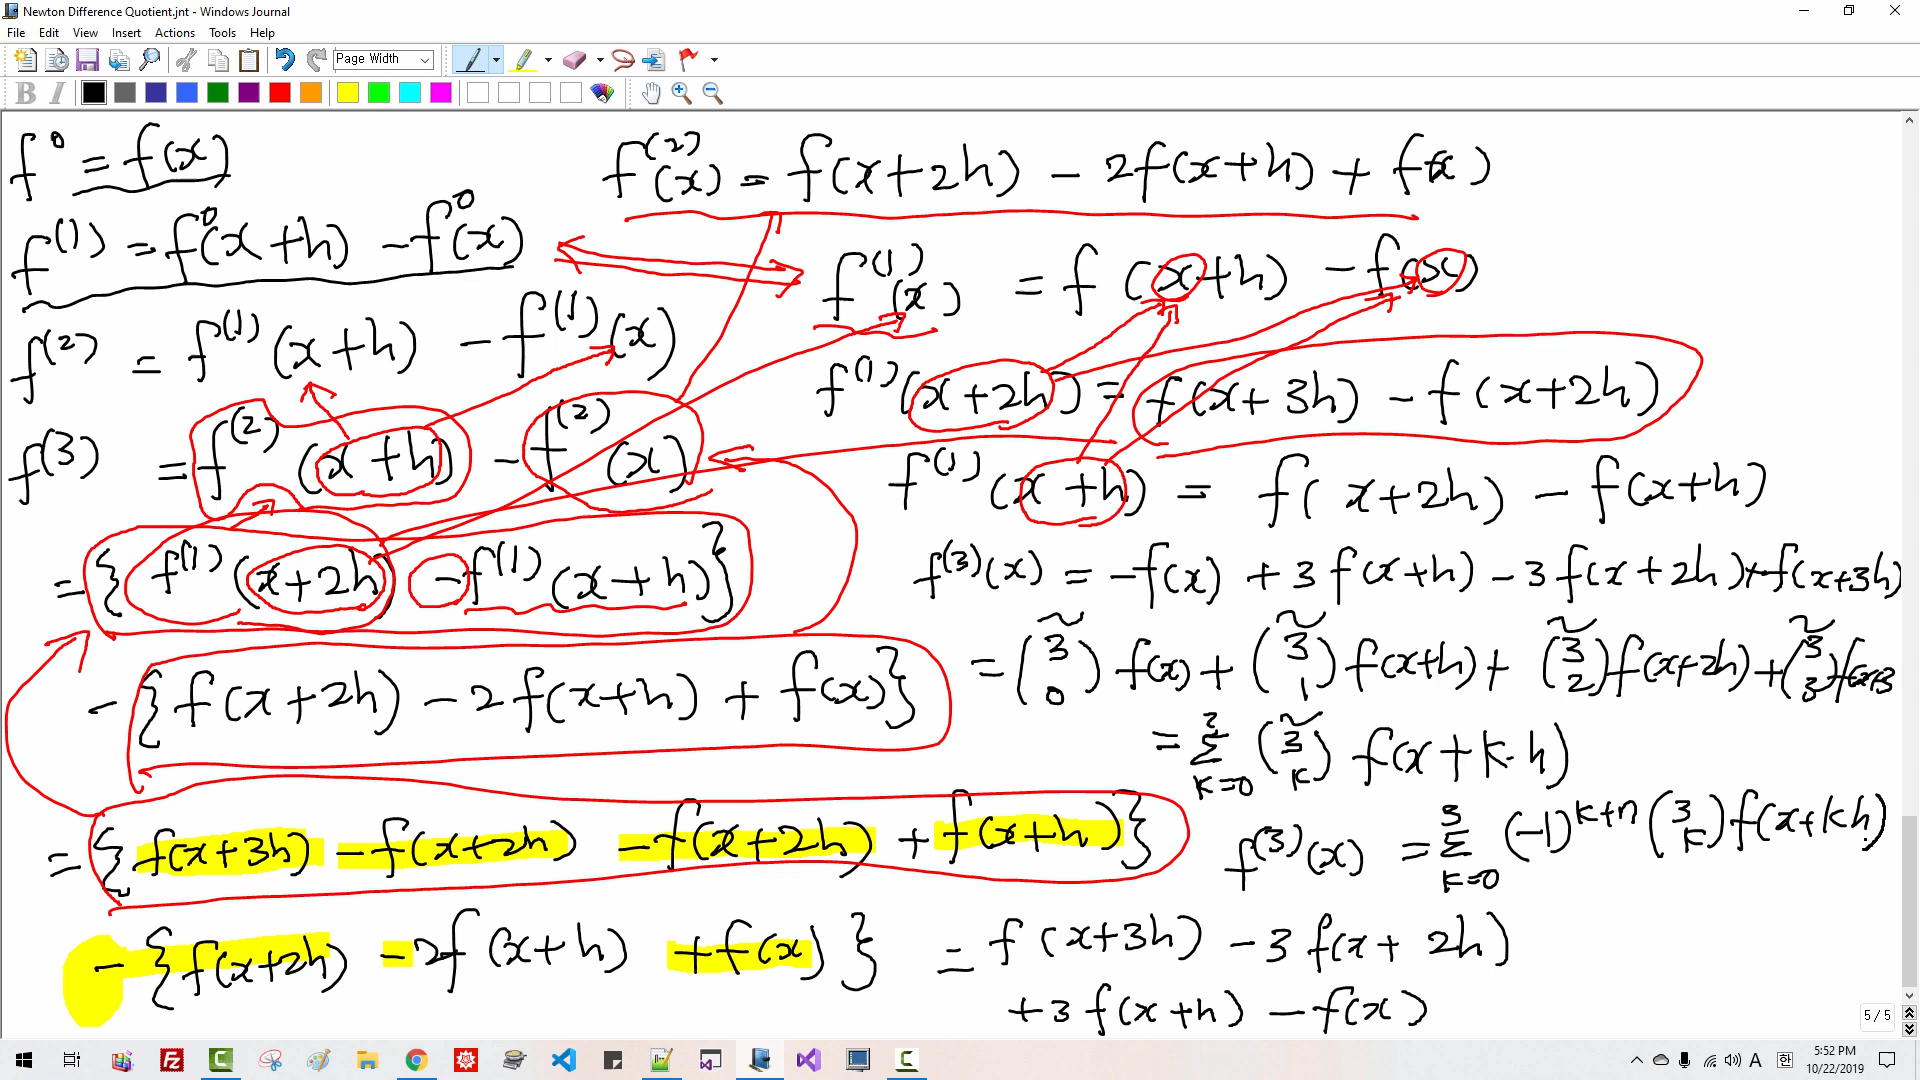 Newton Difference Quotient.jnt - Windows Journal
File Edit View Insert Actions Tools Help
Page Width
B I
f⁰ = f(x)
f⁽¹⁾ = f⁰(x+h) - f⁰(x)
f⁽²⁾ = f⁽¹⁾(x+h) - f⁽¹⁾(x)
f⁽³⁾ = f⁽²⁾(x+h) - f⁽²⁾(x)
= {f⁽¹⁾(x+2h) - f⁽¹⁾(x+h)}
- {f(x+2h) - 2f(x+h) + f(x)}
= {f(x+3h) - f(x+2h) - f(x+2h) + f(x+h)}
- {f(x+2h) - 2f(x+h) + f(x)} = f(x+3h) - 3f(x+2h)
+3f(x+h) - f(x)
f⁽²⁾(x) = f(x+2h) - 2f(x+h) + f(x)
f⁽¹⁾(x) = f(x+h) - f(x)
f⁽¹⁾(x+2h) = f(x+3h) - f(x+2h)
f⁽¹⁾(x+h) = f(x+2h) - f(x+h)
f⁽³⁾(x) = -f(x) + 3f(x+h) - 3f(x+2h) + f(x+3h)
= (3̃ 0) f(x) + (3̃ 1) f(x+h) + (3̃ 2) f(x+2h) + (3̃ 3) f(x+3
= Σ k=0 3 (3̃ k) f(x+k·h)
f⁽³⁾(x) = Σ k=0 3 (-1)ᵏ⁺ⁿ (3 k) f(x+kh)
5 / 5
A 한 5:52 PM
10/22/2019